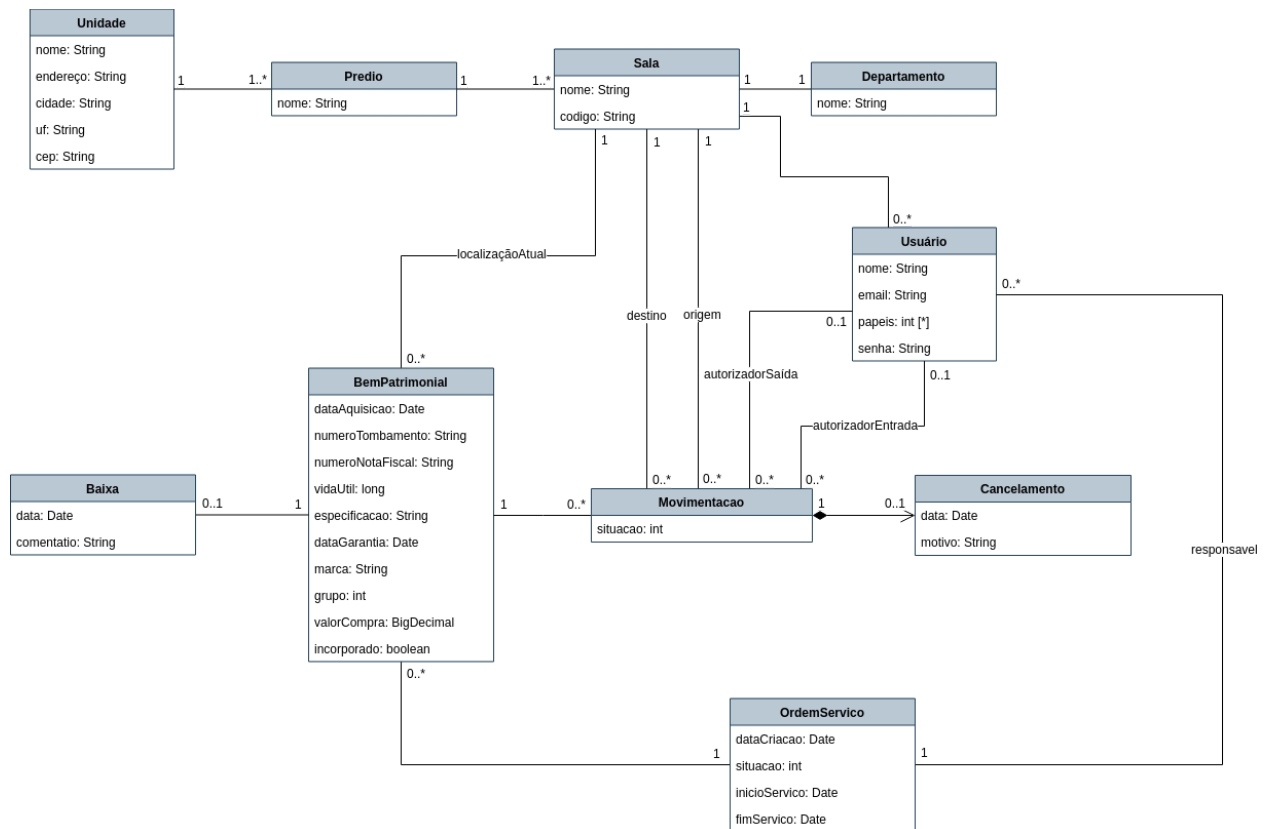 Unidade
nome: String
endereço: String
cidade: String
uf: String
cep: String
1
1..*
Predio
nome: String
1
1..*
Sala
nome: String
codigo: String
1
1
Departamento
nome: String
1
0..*
1
1
1
localizaçãoAtual
0..*
destino
origem
0..*
0..*
Usuário
nome: String
email: String
papeis: int [*]
senha: String
0..*
0..1
autorizadorSaída
0..*
0..1
autorizadorEntrada
0..*
BemPatrimonial
dataAquisicao: Date
numeroTombamento: String
numeroNotaFiscal: String
vidaUtil: long
especificacao: String
dataGarantia: Date
marca: String
grupo: int
valorCompra: BigDecimal
incorporado: boolean
Baixa
data: Date
comentatio: String
0..1
1
1
0..*
Movimentacao
situacao: int
1
0..1
Cancelamento
data: Date
motivo: String
responsavel
0..*
1
OrdemServico
dataCriacao: Date
situacao: int
inicioServico: Date
fimServico: Date
1